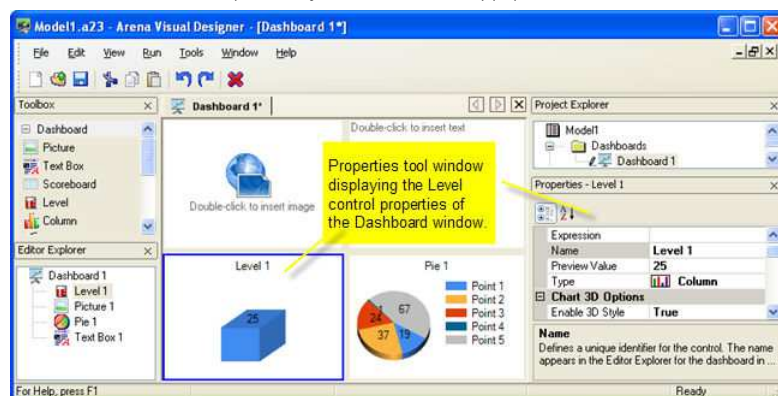 Model1.a23 - Arena Visual Designer - [Dashboard 1*]
File Edit View Run Tools Window Help
Toolbox
Dashboard
Picture
Text Box
Scoreboard
Level
Column
Editor Explorer
Dashboard 1
Level 1
Picture 1
Pie 1
Text Box 1
Dashboard 1*
Double-click to insert image
Double-click to insert text
Properties tool window
displaying the Level
control properties of
the Dashboard window.
Level 1
25
Pie 1
67
24
37
19
Point 1
Point 2
Point 3
Point 4
Point 5
Project Explorer
Model1
Dashboards
Dashboard 1
Properties - Level 1
Expression
Name Level 1
Preview Value 25
Type Column
Chart 3D Options
Enable 3D Style True
Name
Defines a unique identifier for the control. The name
appears in the Editor Explorer for the dashboard in ...
For Help, press F1
Ready